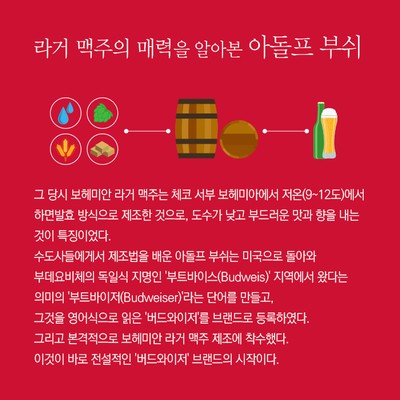 라거 맥주의 매력을 알아본 아돌프 부쉬
그 당시 보헤미안 라거 맥주는 체코 서부 보헤미아에서 저온(9~12도)에서
하면발효 방식으로 제조한 것으로, 도수가 낮고 부드러운 맛과 향을 내는
것이 특징이었다.
수도사들에게서 제조법을 배운 아돌프 부쉬는 미국으로 돌아와
부데요비체의 독일식 지명인 '부트바이스(Budweis)' 지역에서 왔다는
의미의 '부트바이저(Budweiser)'라는 단어를 만들고,
그것을 영어식으로 읽은 '버드와이저'를 브랜드로 등록하였다.
그리고 본격적으로 보헤미안 라거 맥주 제조에 착수했다.
이것이 바로 전설적인 '버드와이저' 브랜드의 시작이다.